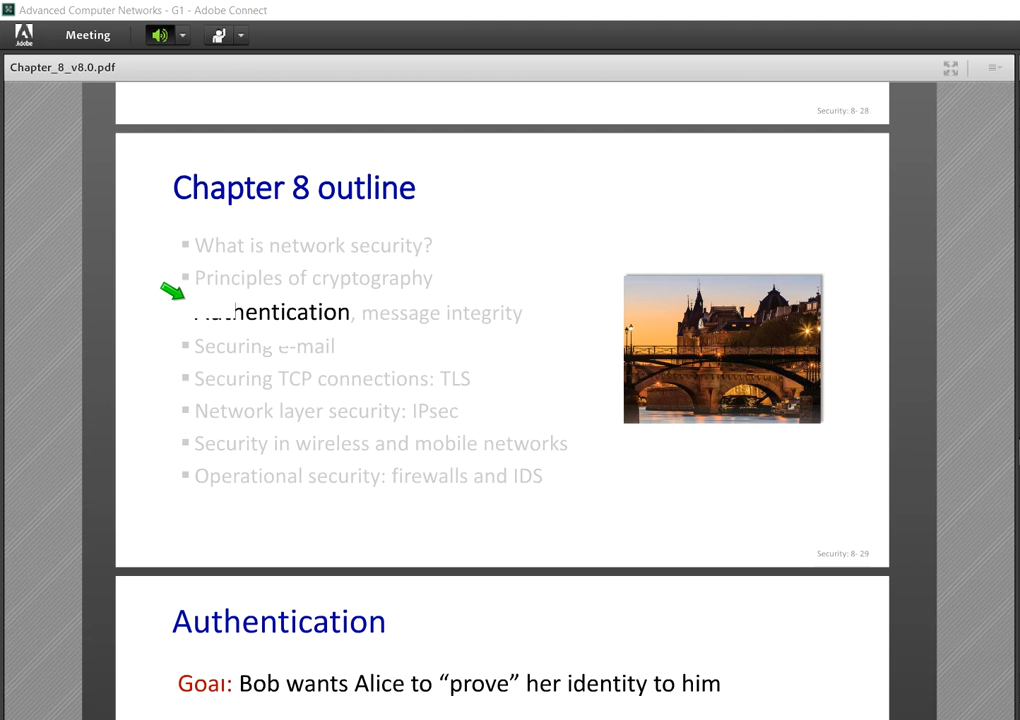 Advanced Computer Networks - G1 - Adobe Connect
Adobe
Meeting
Chapter_8_v8.0.pdf
Security: 8- 28
Chapter 8 outline
▪ What is network security?
▪ Principles of cryptography
Authentication, message integrity
▪ Securing e-mail
▪ Securing TCP connections: TLS
▪ Network layer security: IPsec
▪ Security in wireless and mobile networks
▪ Operational security: firewalls and IDS
Security: 8- 29
Authentication
Goal: Bob wants Alice to “prove” her identity to him